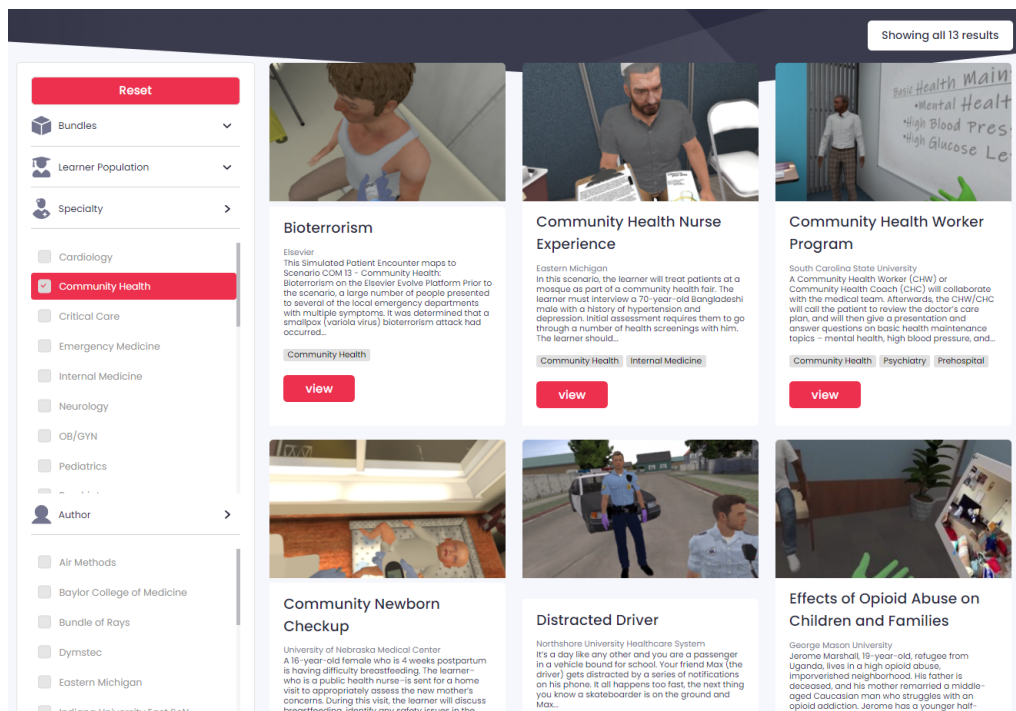 Showing all 13 results
Reset
Bundles
Learner Population
Specialty
Cardiology
Community Health
Critical Care
Emergency Medicine
Internal Medicine
Neurology
OB/GYN
Pediatrics
Author
Air Methods
Baylor College of Medicine
Bundle of Rays
Dymstec
Eastern Michigan
Indiana University East SoN
Bioterrorism
Elsevier
This Simulated Patient Encounter maps to
Scenario COM 13 - Community Health:
Bioterrorism on the Elsevier Evolve Platform Prior to
the scenario, a large number of people presented
to several of the local emergency departments
with multiple symptoms. It was determined that a
smallpox (variola virus) bioterrorism attack had
occurred...
Community Health
view
Community Health Nurse
Experience
Eastern Michigan
In this scenario, the learner will treat patients at a
mosque as part of a community health fair. The
learner must interview a 70-year-old Bangladeshi
male with a history of hypertension and
depression. Initial assessment requires them to go
through a number of health screenings with him.
The learner should...
Community Health Internal Medicine
view
Basic Health Main
•Mental Healt
•High Blood Pres
•High Glucose Le
Community Health Worker
Program
South Carolina State University
A Community Health Worker (CHW) or
Community Health Coach (CHC) will collaborate
with the medical team. Afterwards, the CHW/CHC
will call the patient to review the doctor's care
plan, and will then give a presentation and
answer questions on basic health maintenance
topics – mental health, high blood pressure, and...
Community Health Psychiatry Prehospital
view
Community Newborn
Checkup
University of Nebraska Medical Center
A 16-year-old female who is 4 weeks postpartum
is having difficulty breastfeeding. The learner-
who is a public health nurse-is sent for a home
visit to appropriately assess the new mother's
concerns. During this visit, the learner will discuss
breastfeeding, identify any safety issues in the
Distracted Driver
Northshore University Healthcare System
It's a day like any other and you are a passenger
in a vehicle bound for school. Your friend Max (the
driver) gets distracted by a series of notifications
on his phone. It all happens too fast, the next thing
you know a skateboarder is on the ground and
Max...
Effects of Opioid Abuse on
Children and Families
George Mason University
Jerome Marshall, 19-year-old, refugee from
Uganda, lives in a high opioid abuse,
imporverished neighborhood. His father is
deceased, and his mother remarried a middle-
aged Caucasian man who struggles with an
opioid addiction. Jerome has a younger half-